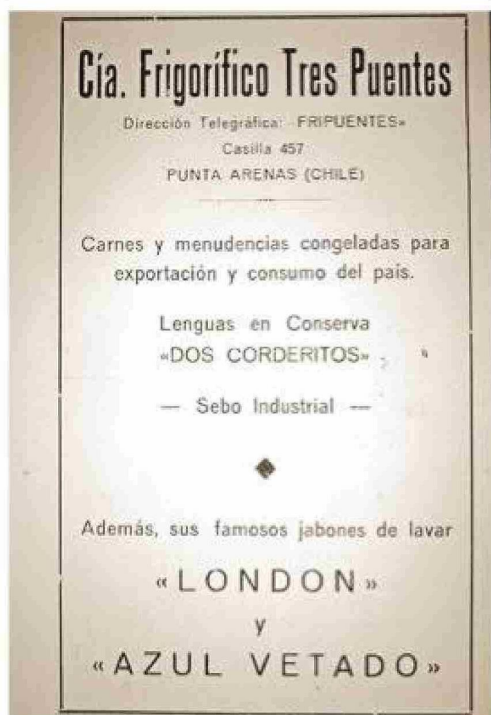 Cía. Frigorífico Tres Puentes
Dirección Telegráfica: «FRIPUENTES»
Casilla 457
PUNTA ARENAS (CHILE)
Carnes y menudencias congeladas para
exportación y consumo del país.
Lenguas en Conserva
«DOS CORDERITOS»
— Sebo Industrial —
Además, sus famosos jabones de lavar
«LONDON»
y
«AZUL VETADO»